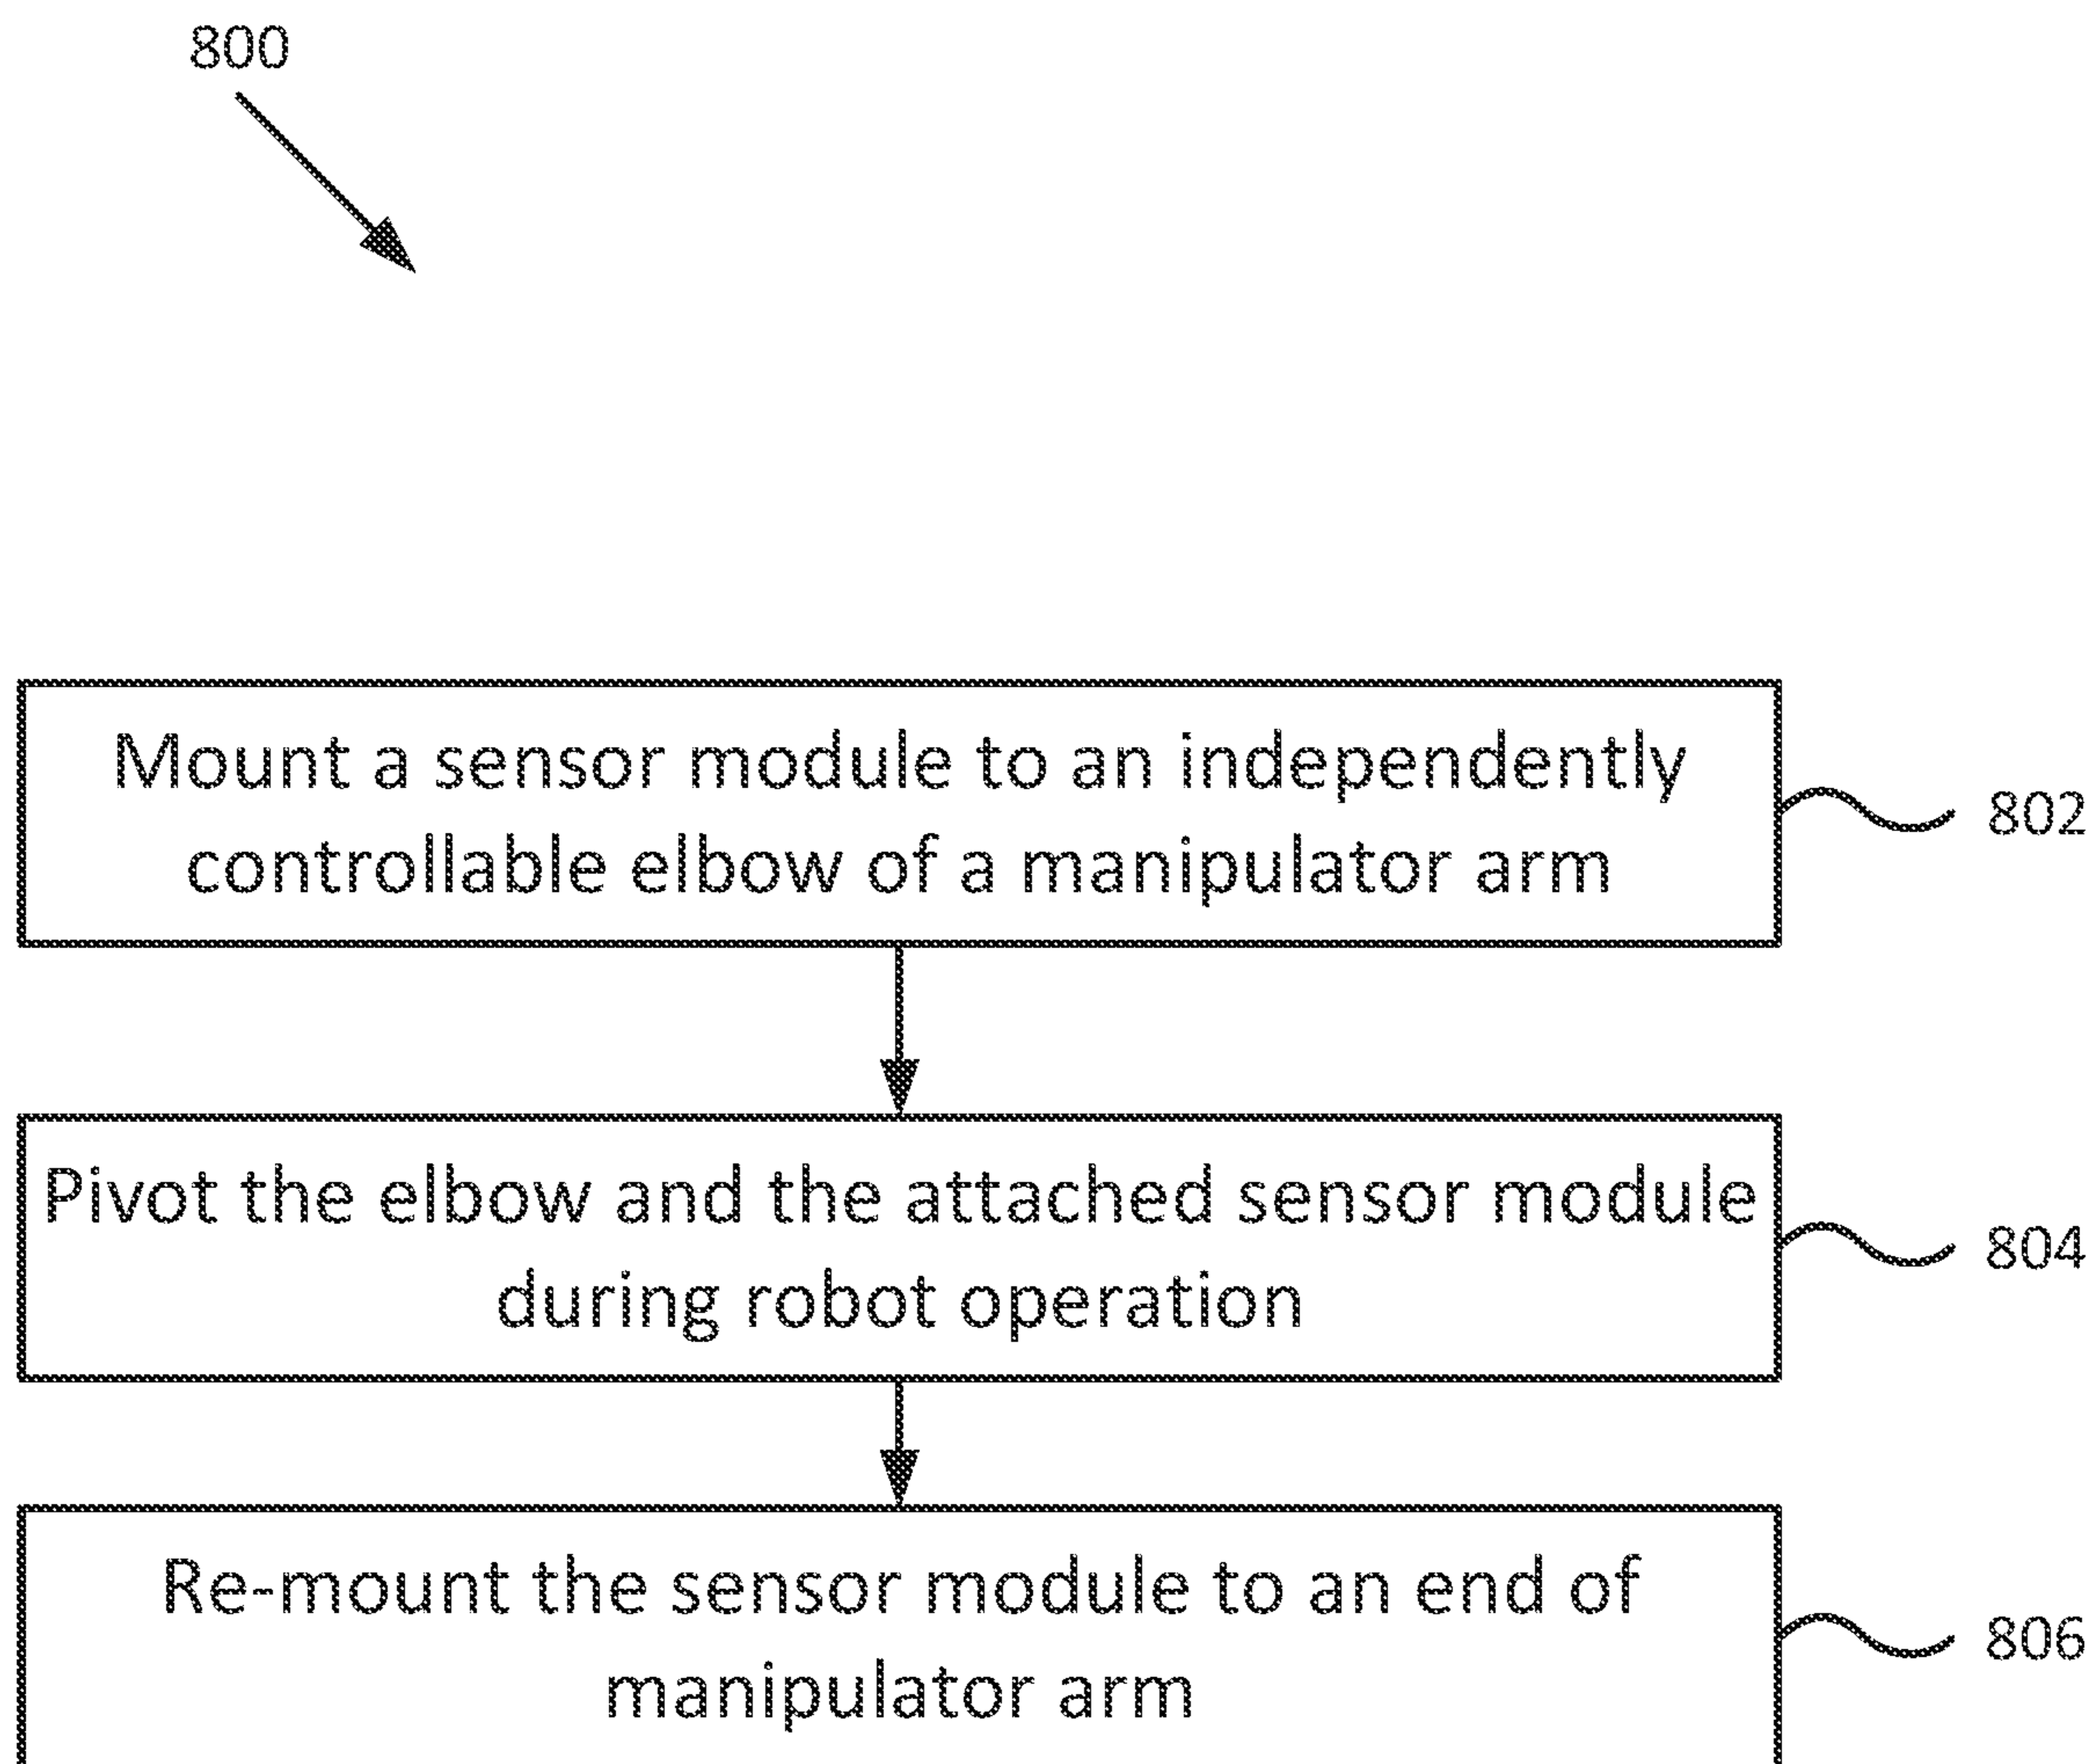 800
Mount a sensor module to an independently
controllable elbow of a manipulator arm
802
Pivot the elbow and the attached sensor module
during robot operation
804
Re-mount the sensor module to an end of
manipulator arm
806